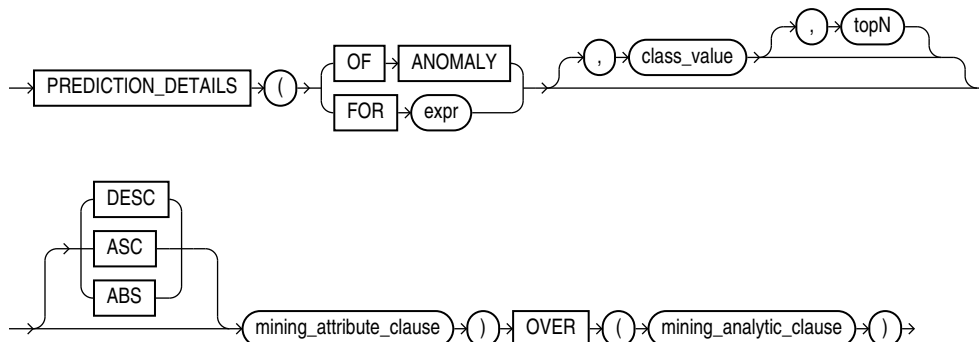 , topN
OF ANOMALY , class_value
PREDICTION_DETAILS (
FOR expr
DESC
ASC
ABS
mining_attribute_clause ) OVER ( mining_analytic_clause )